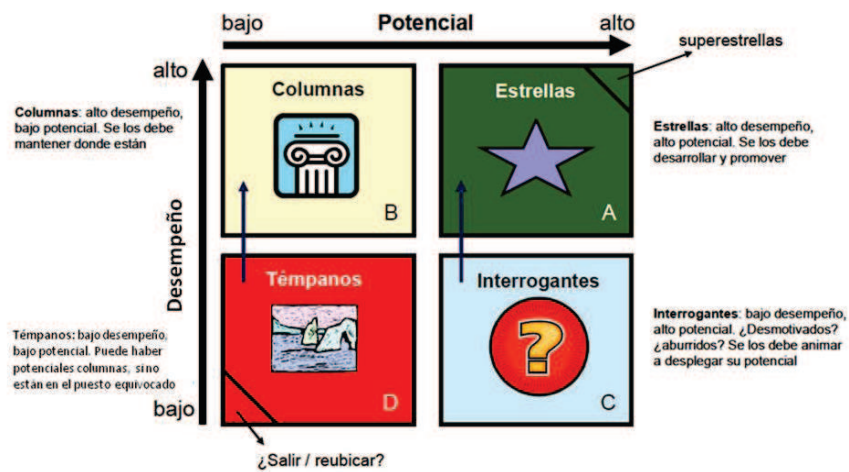 bajo
Potencial
alto
superestrellas
alto
Columnas: alto desempeño,
bajo potencial. Se los debe
mantener donde están
Columnas
B
Estrellas
A
Estrellas: alto desempeño,
alto potencial. Se los debe
desarrollar y promover
Desempeño
Témpanos: bajo desempeño,
bajo potencial. Puede haber
potenciales columnas, si no
están en el puesto equivocado
bajo
Témpanos
D
Interrogantes
?
C
Interrogantes: bajo desempeño,
alto potencial. ¿Desmotivados?
¿aburridos? Se los debe animar
a desplegar su potencial
¿Salir / reubicar?